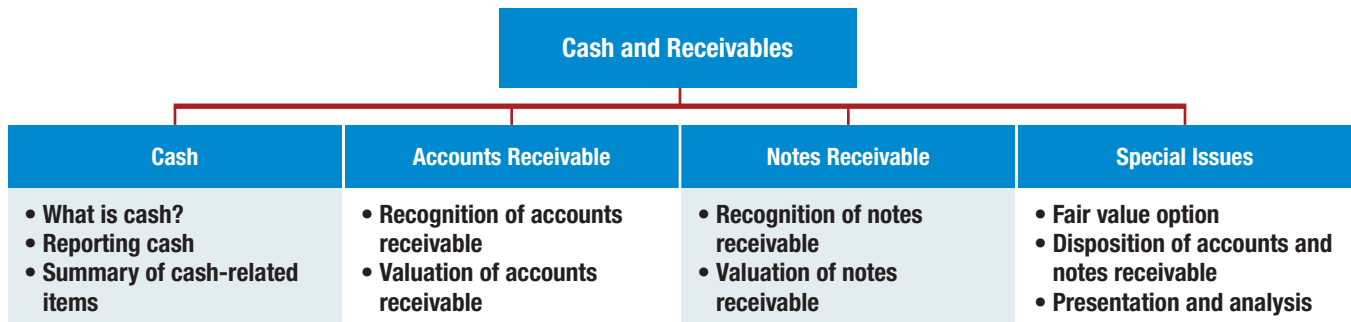 Cash and Receivables
Cash
• What is cash?
• Reporting cash
• Summary of cash-related
items
Accounts Receivable
• Recognition of accounts
receivable
• Valuation of accounts
receivable
Notes Receivable
• Recognition of notes
receivable
• Valuation of notes
receivable
Special Issues
• Fair value option
• Disposition of accounts and
notes receivable
• Presentation and analysis